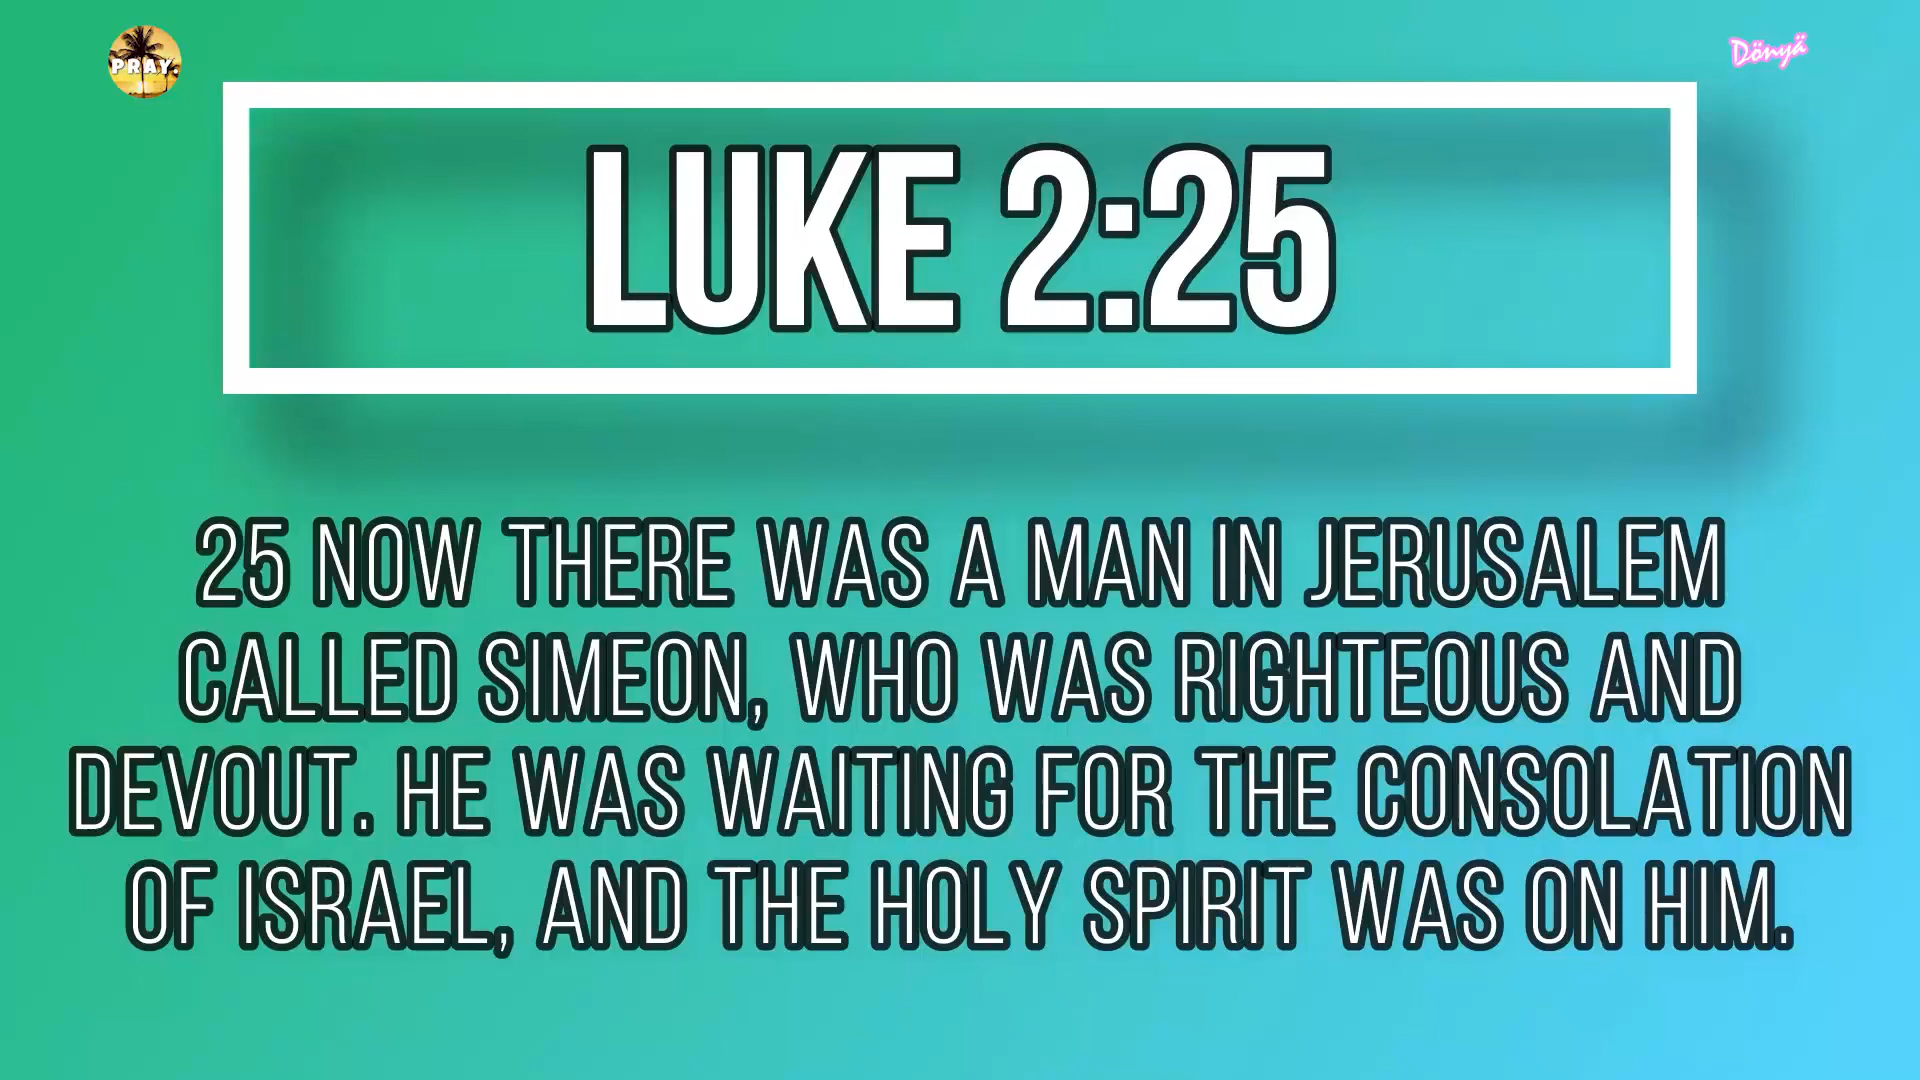 PRAY.
Dönyä
LUKE 2:25
25 NOW THERE WAS A MAN IN JERUSALEM
CALLED SIMEON, WHO WAS RIGHTEOUS AND
DEVOUT. HE WAS WAITING FOR THE CONSOLATION
OF ISRAEL, AND THE HOLY SPIRIT WAS ON HIM.